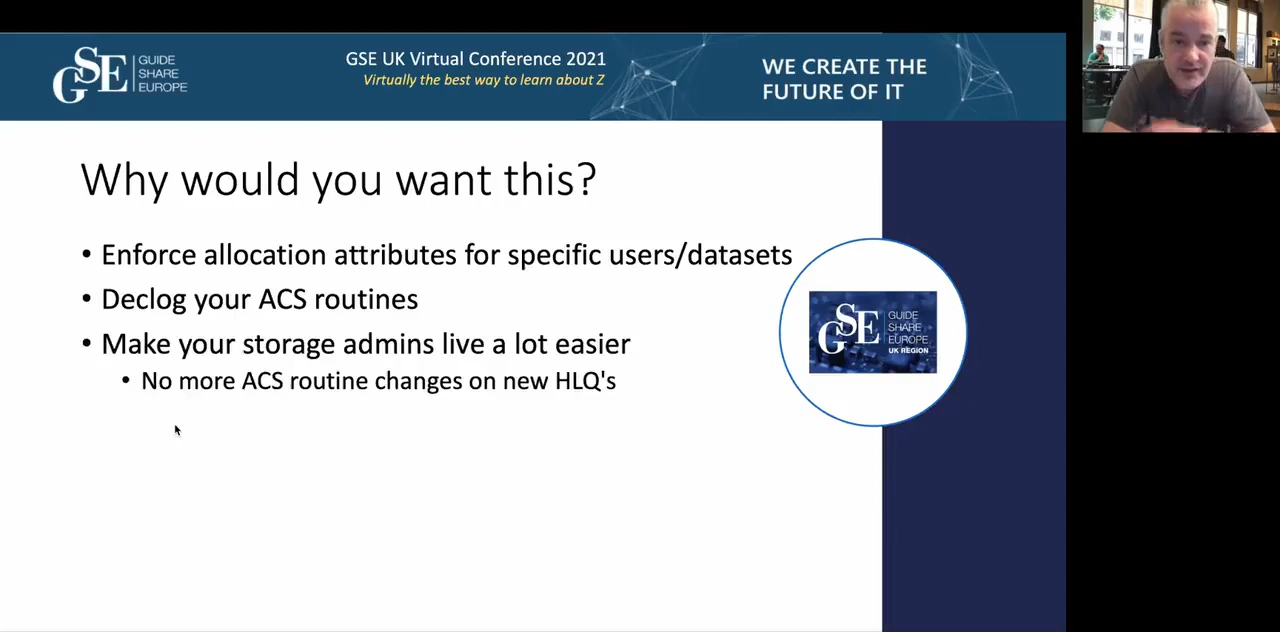 GSE
GUIDE
SHARE
EUROPE
GSE UK Virtual Conference 2021
Virtually the best way to learn about Z
WE CREATE THE
FUTURE OF IT
Why would you want this?
• Enforce allocation attributes for specific users/datasets
• Declog your ACS routines
• Make your storage admins live a lot easier
• No more ACS routine changes on new HLQ's
GSE
GUIDE
SHARE
EUROPE
UK REGION